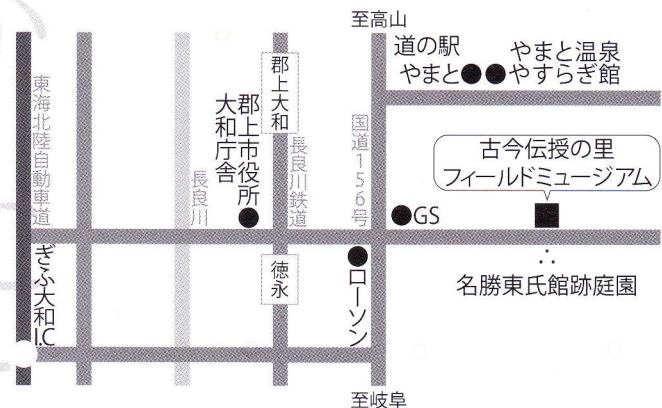 至高山
道の駅
やまと
やまと温泉
やすらぎ館
郡上大和
東海北陸自動車道
郡上市役所
大和庁舎
長良川
長良川鉄道
国道156号
古今伝授の里
フィールドミュージアム
GS
ぎふ大和I.C
徳永
ローソン
名勝東氏館跡庭園
至岐阜